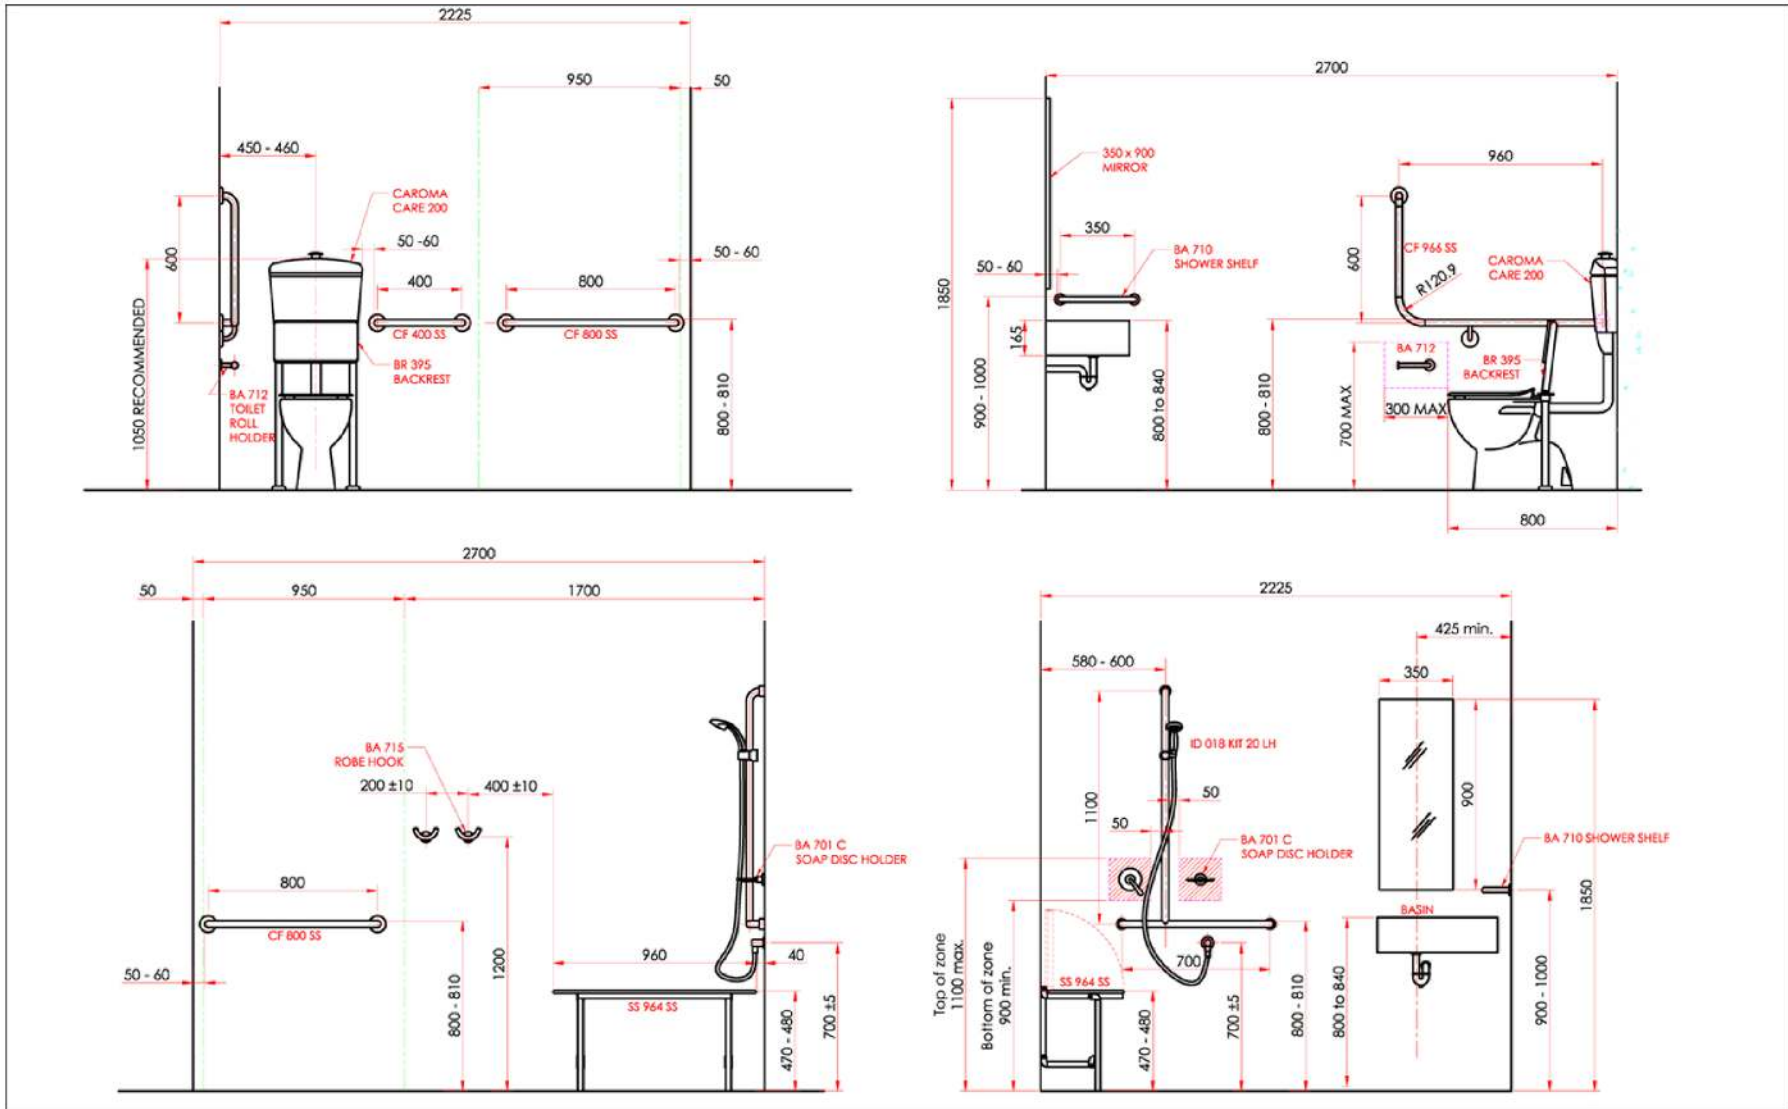 2225
950
50
450 - 460
CAROMA
CARE 200
600
50 -60
50 - 60
400
800
CF 400 SS
CF 800 SS
1050 RECOMMENDED
BR 395
BACKREST
BA 712
TOILET
ROLL
HOLDER
800 - 810
2700
350 x 900
MIRROR
960
350
BA 710
SHOWER SHELF
600
CF 966 SS
CAROMA
CARE 200
R120.9
50 - 60
1850
165
BA 712
BR 395
BACKREST
900 - 1000
800 to 840
800 - 810
700 MAX
300 MAX
800
2700
50
950
1700
BA 715
ROBE HOOK
200 ±10
400 ±10
BA 701 C
SOAP DISC HOLDER
800
CF 800 SS
1200
960
40
50 - 60
800 - 810
SS 964 SS
470 - 480
700 ±5
2225
425 min.
580 - 600
350
ID 018 KIT 20 LH
1100
50
50
900
BA 701 C
SOAP DISC HOLDER
BA 710 SHOWER SHELF
1850
BASIN
700
SS 964 SS
Top of zone
1100 max.
Bottom of zone
900 min.
470 - 480
700 ±5
800 - 810
800 to 840
900 - 1000